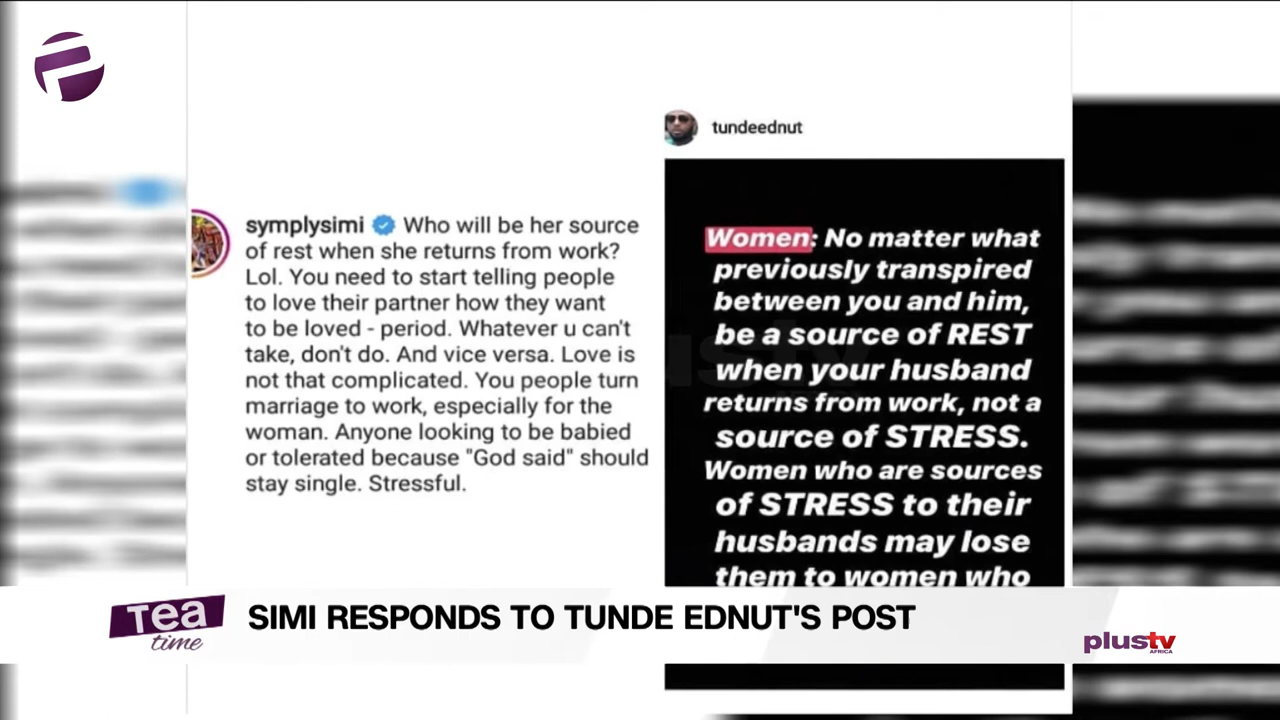 symplysimi Who will be her source
of rest when she returns from work?
Lol. You need to start telling people
to love their partner how they want
to be loved - period. Whatever u can't
take, don't do. And vice versa. Love is
not that complicated. You people turn
marriage to work, especially for the
woman. Anyone looking to be babied
or tolerated because "God said" should
stay single. Stressful.
tundeednut
Women: No matter what
previously transpired
between you and him,
be a source of REST
when your husband
returns from work, not a
source of STRESS.
Women who are sources
of STRESS to their
husbands may lose
them to women who
Tea
time
SIMI RESPONDS TO TUNDE EDNUT'S POST
plustv
AFRICA